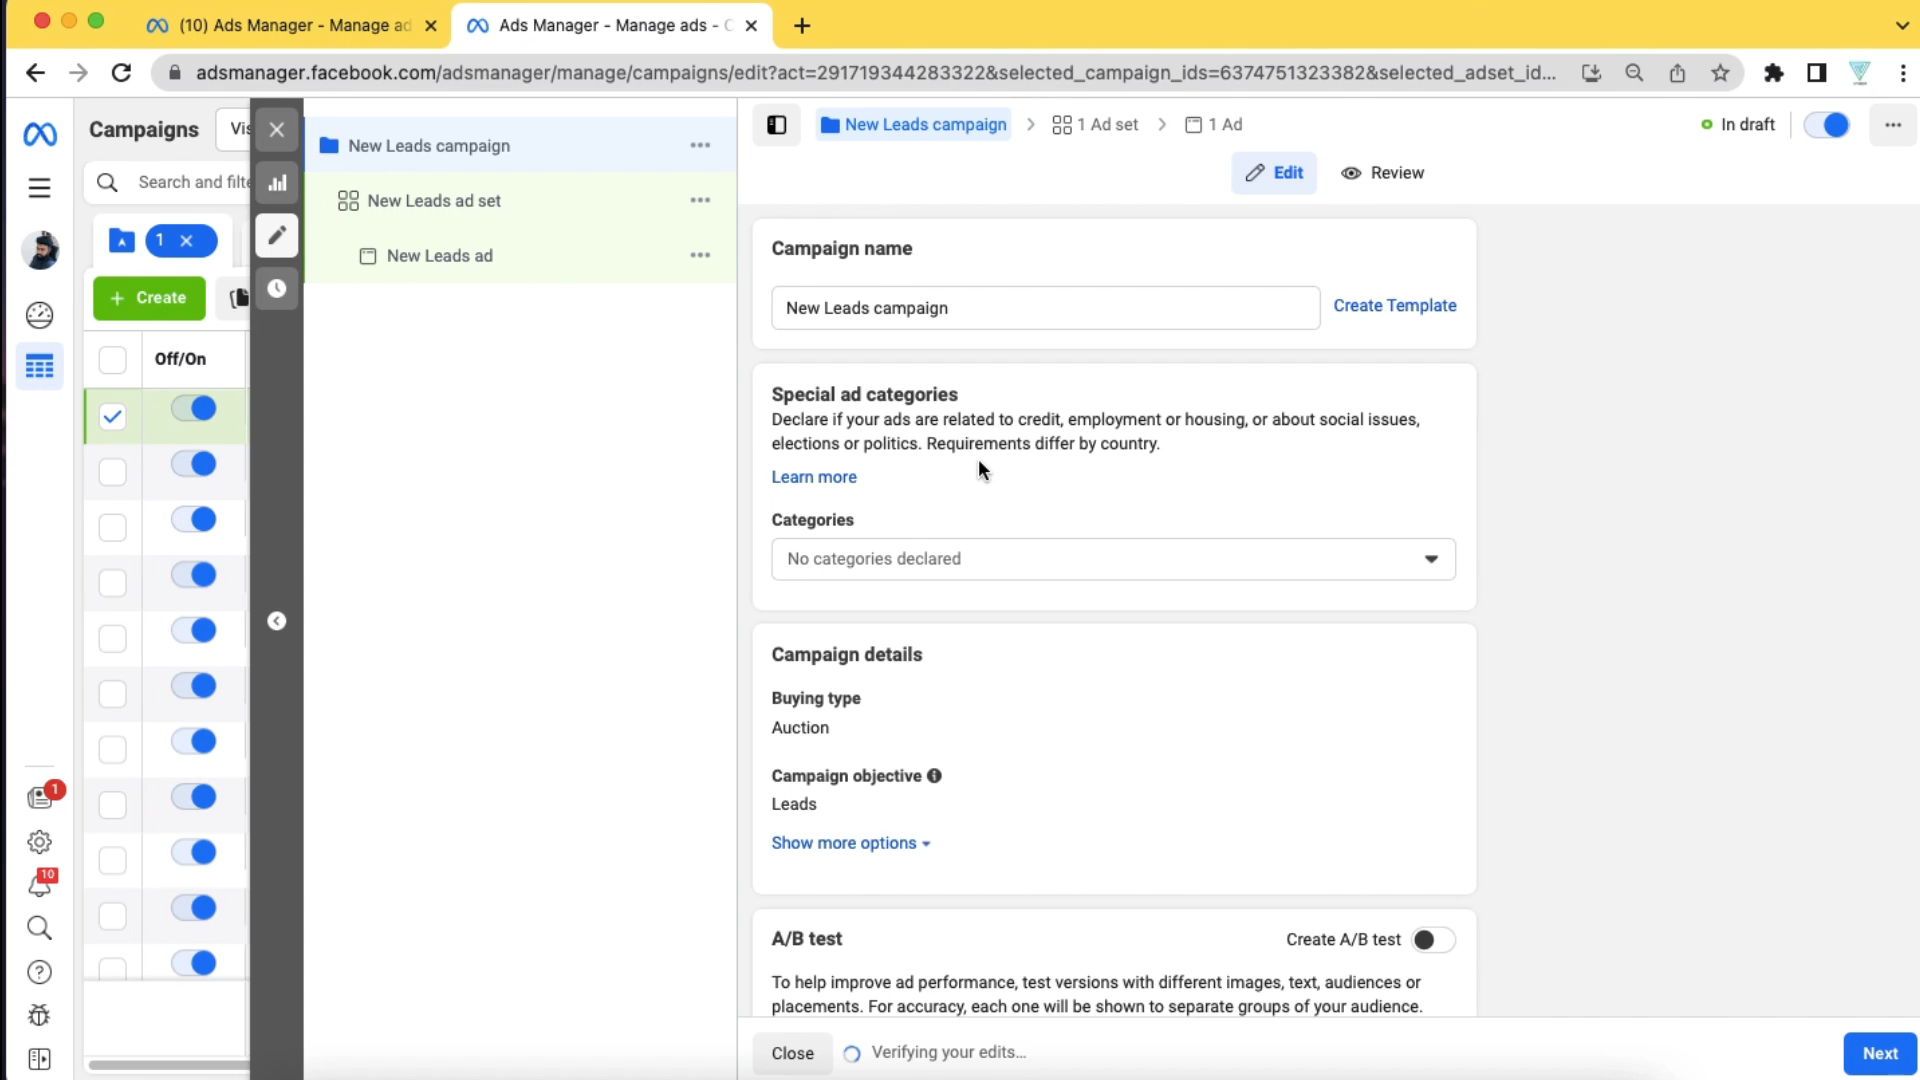 (10) Ads Manager - Manage ad
Ads Manager - Manage ads - C
adsmanager.facebook.com/adsmanager/manage/campaigns/edit?act=291719344283322&selected_campaign_ids=6374751323382&selected_adset_id...
Campaigns
Vis
Search and filte
1
Create
Off/On
1
10
New Leads campaign
New Leads ad set
New Leads ad
New Leads campaign
1 Ad set
1 Ad
In draft
Edit
Review
Campaign name
New Leads campaign
Create Template
Special ad categories
Declare if your ads are related to credit, employment or housing, or about social issues,
elections or politics. Requirements differ by country.
Learn more
Categories
No categories declared
Campaign details
Buying type
Auction
Campaign objective
Leads
Show more options
A/B test
Create A/B test
To help improve ad performance, test versions with different images, text, audiences or
placements. For accuracy, each one will be shown to separate groups of your audience.
Close
Verifying your edits...
Next